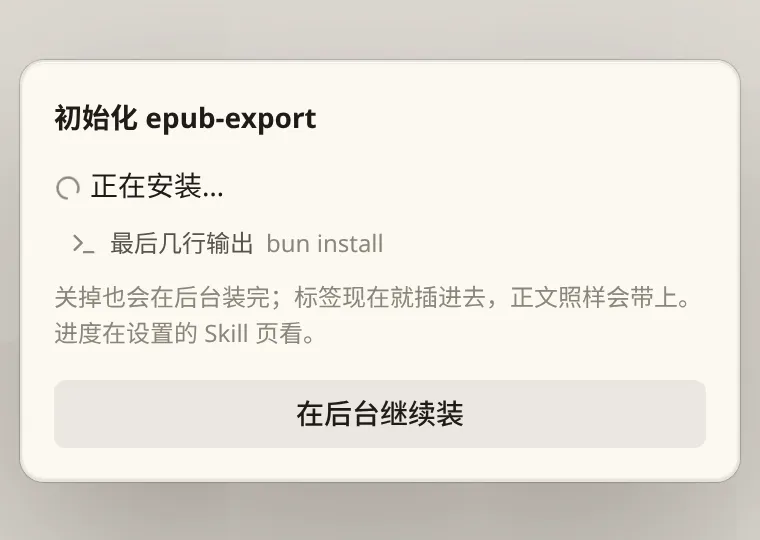 初始化 epub-export
正在安装...
>_ 最后几行输出 bun install
关掉也会在后台装完；标签现在就插进去，正文照样会带上。
进度在设置的 Skill 页看。
在后台继续装